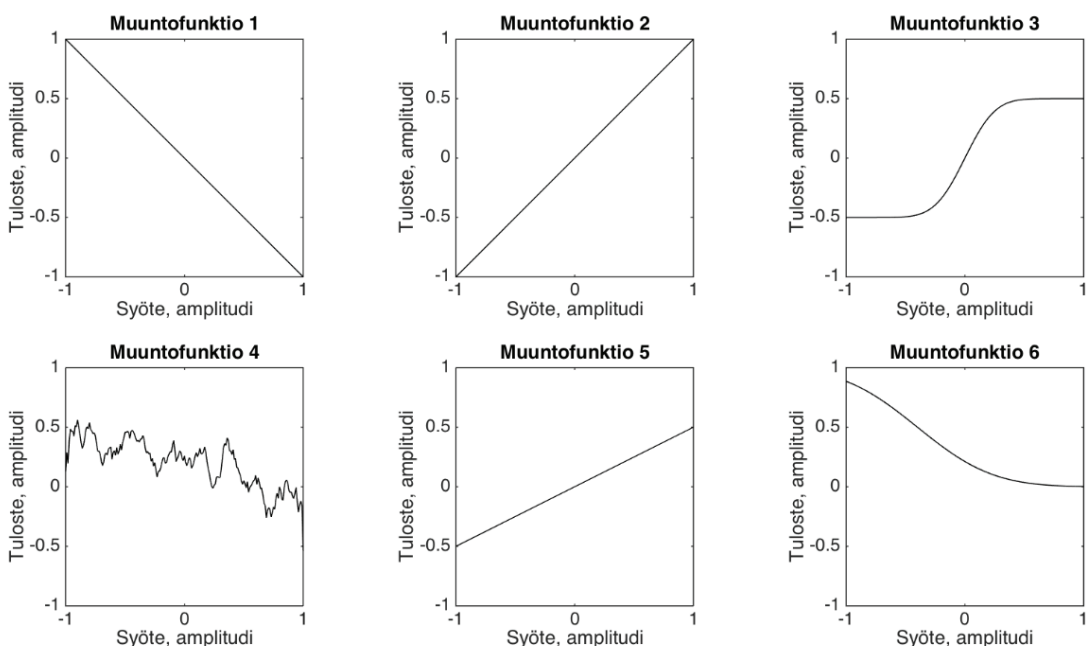 Muuntofunktio 1
1
0.5
0
-0.5
-1
-1 0 1
Tuloste, amplitudi
Syöte, amplitudi
Muuntofunktio 2
1
0.5
0
-0.5
-1
-1 0 1
Tuloste, amplitudi
Syöte, amplitudi
Muuntofunktio 3
1
0.5
0
-0.5
-1
-1 0 1
Tuloste, amplitudi
Syöte, amplitudi
Muuntofunktio 4
1
0.5
0
-0.5
-1
-1 0 1
Tuloste, amplitudi
Syöte, amplitudi
Muuntofunktio 5
1
0.5
0
-0.5
-1
-1 0 1
Tuloste, amplitudi
Syöte, amplitudi
Muuntofunktio 6
1
0.5
0
-0.5
-1
-1 0 1
Tuloste, amplitudi
Syöte, amplitudi